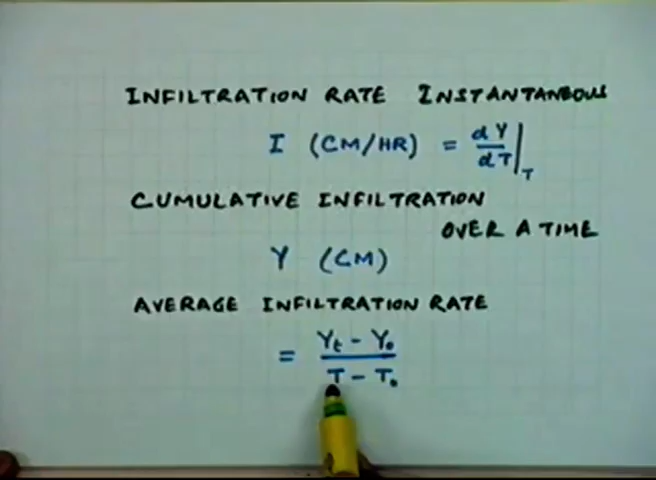 INFILTRATION RATE INSTANTANEOUS
I (CM/HR) = dY/dT|T
CUMULATIVE INFILTRATION
OVER A TIME
Y (CM)
AVERAGE INFILTRATION RATE
= Yt - Yo / T - To